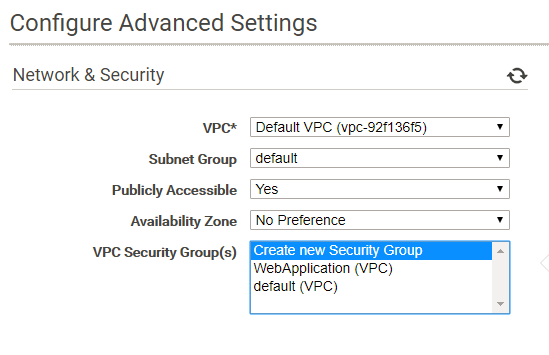 Configure Advanced Settings
Network & Security
VPC* Default VPC (vpc-92f136f5)
Subnet Group default
Publicly Accessible Yes
Availability Zone No Preference
VPC Security Group(s) Create new Security Group
WebApplication (VPC)
default (VPC)